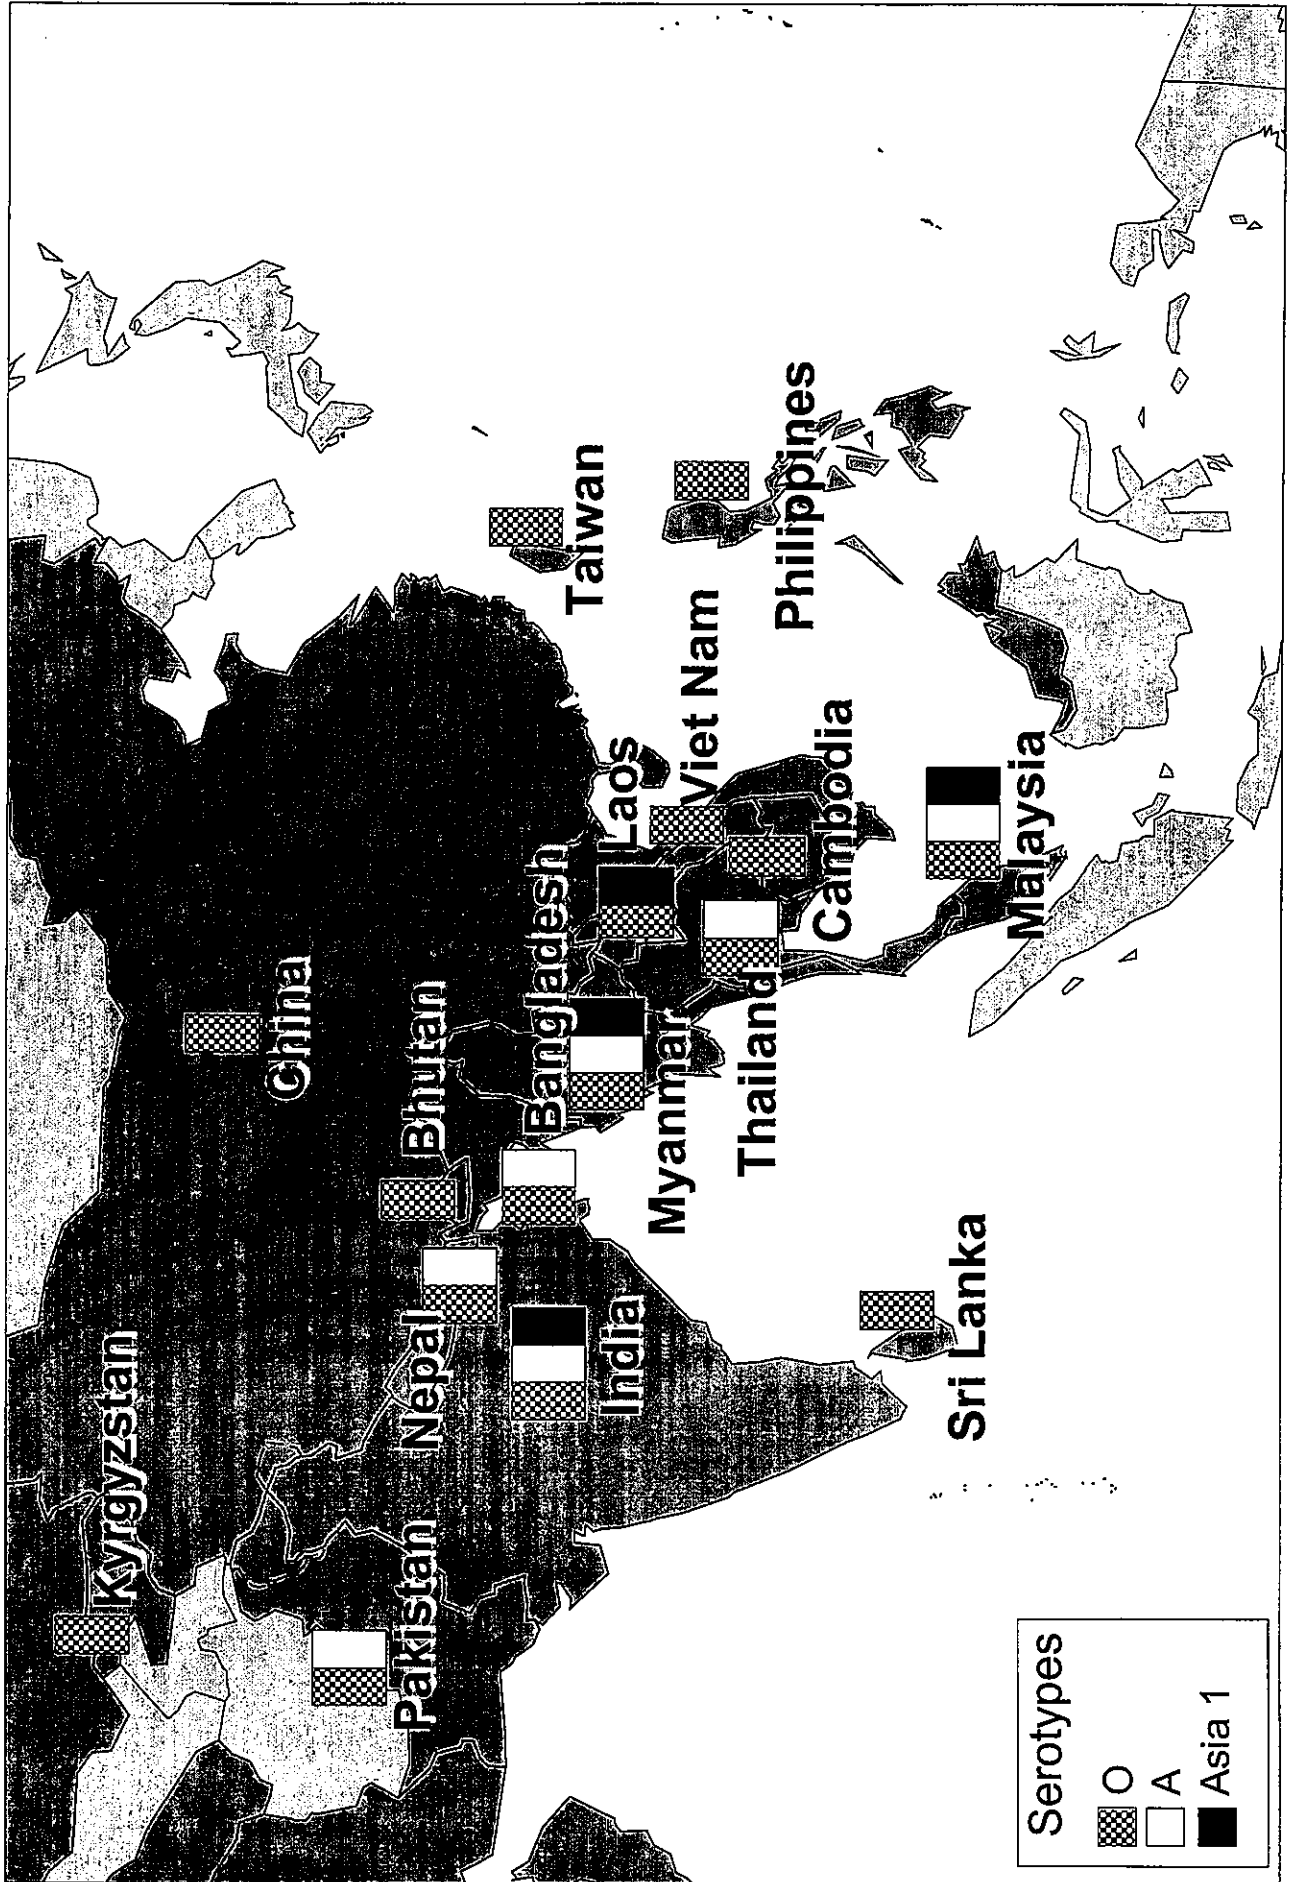 Kyrgyzstan
China
Pakistan
Nepal
Bhutan
Taiwan
India
Bangladesh
Laos
Myanmar
Viet Nam
Thailand
Philippines
Cambodia
Sri Lanka
Malaysia
Serotypes
O
A
Asia 1